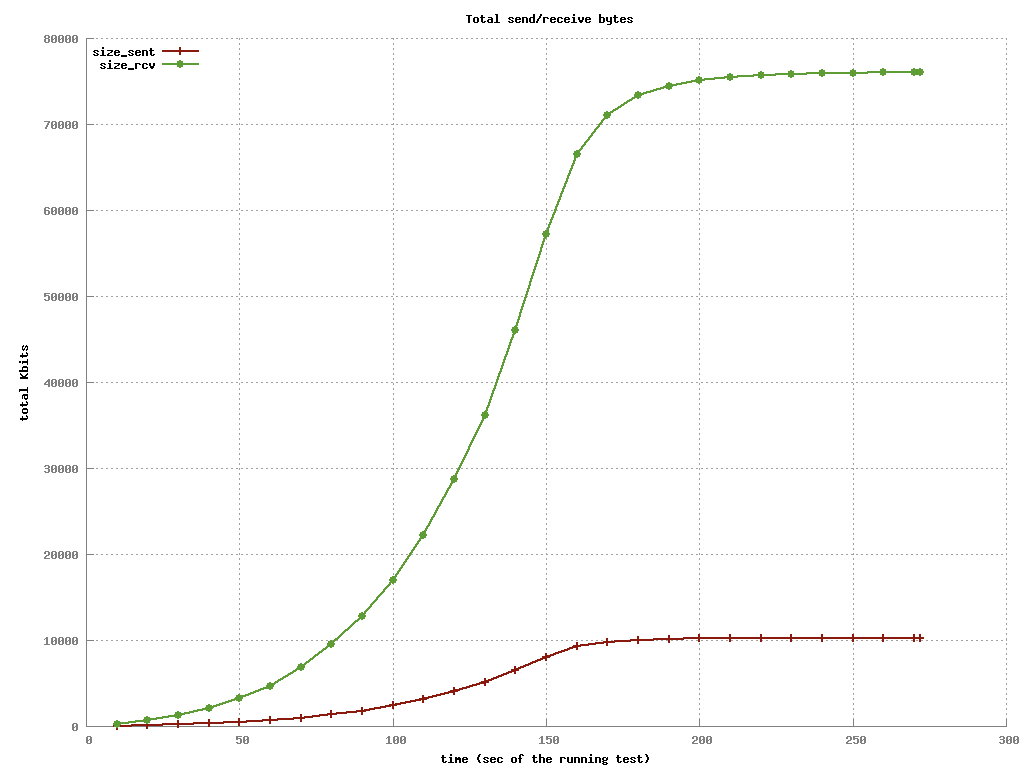 Total send/receive bytes
size_sent
size_rcv
80000
70000
60000
50000
40000
30000
20000
10000
0
total Kbits
0 50 100 150 200 250 300
time (sec of the running test)